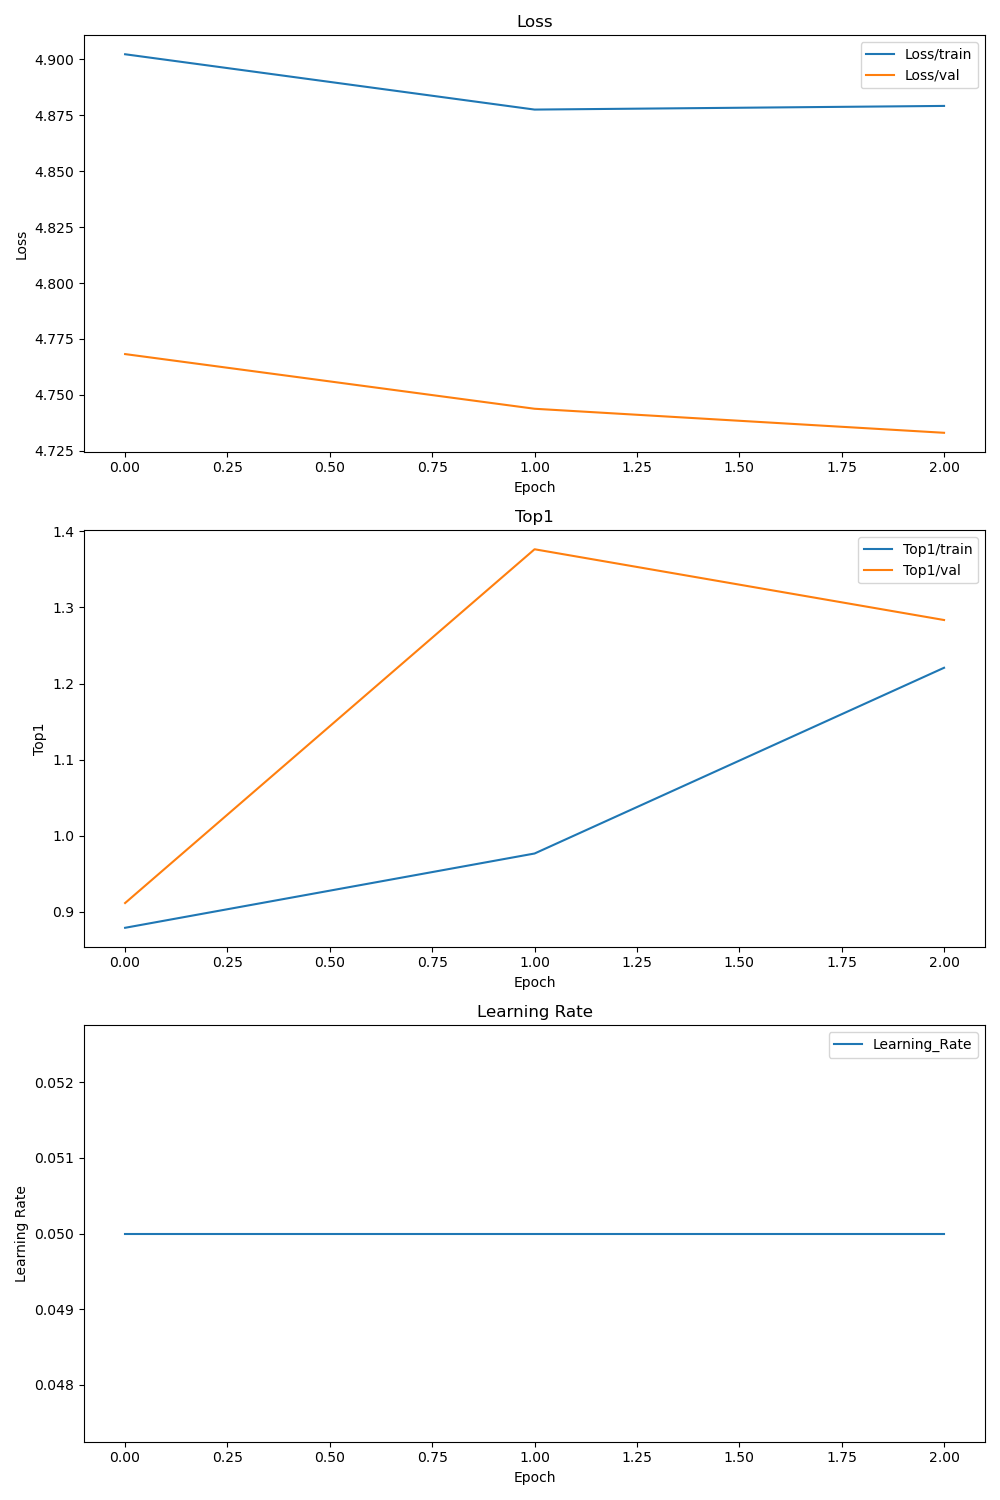 Loss
Loss/train
Loss/val
4.900
4.875
4.850
4.825
4.800
4.775
4.750
4.725
Loss
0.00 0.25 0.50 0.75 1.00 1.25 1.50 1.75 2.00
Epoch
Top1
Top1/train
Top1/val
1.4
1.3
1.2
1.1
1.0
0.9
Top1
0.00 0.25 0.50 0.75 1.00 1.25 1.50 1.75 2.00
Epoch
Learning Rate
Learning_Rate
0.052
0.051
0.050
0.049
0.048
Learning Rate
0.00 0.25 0.50 0.75 1.00 1.25 1.50 1.75 2.00
Epoch